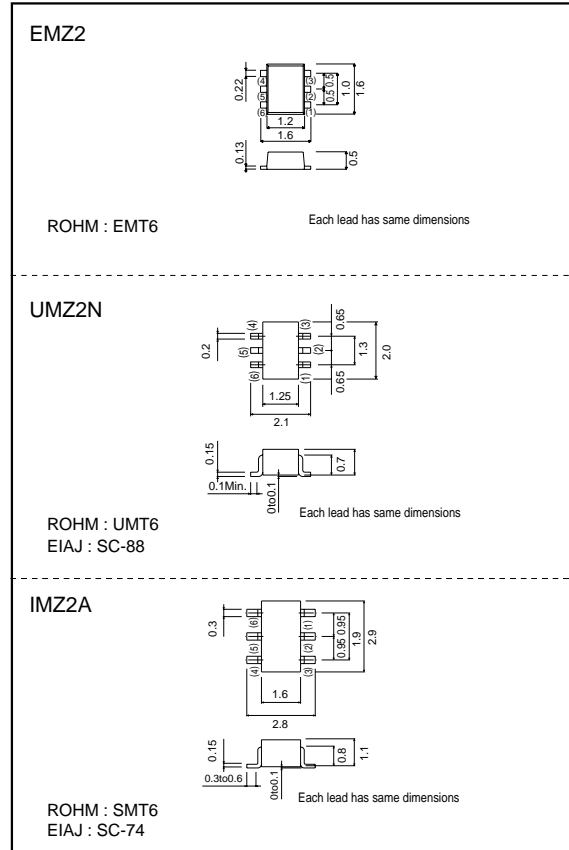 EMZ2
0.22
(4)
(3)
(5)
(2)
(6)
(1)
0.5 0.5
1.0
1.6
1.2
1.6
0.13
0.5
Each lead has same dimensions
ROHM : EMT6
UMZ2N
0.2
(4)
(3)
(5)
(2)
(6)
(1)
0.65
1.3
2.0
0.65
1.25
2.1
0.15
0.1Min.
0to0.1
0.7
Each lead has same dimensions
ROHM : UMT6
EIAJ : SC-88
IMZ2A
0.3
(6)
(1)
(5)
(2)
(4)
(3)
0.95 0.95
1.9
2.9
1.6
2.8
0.15
0.3to0.6
0to0.1
0.8
1.1
Each lead has same dimensions
ROHM : SMT6
EIAJ : SC-74